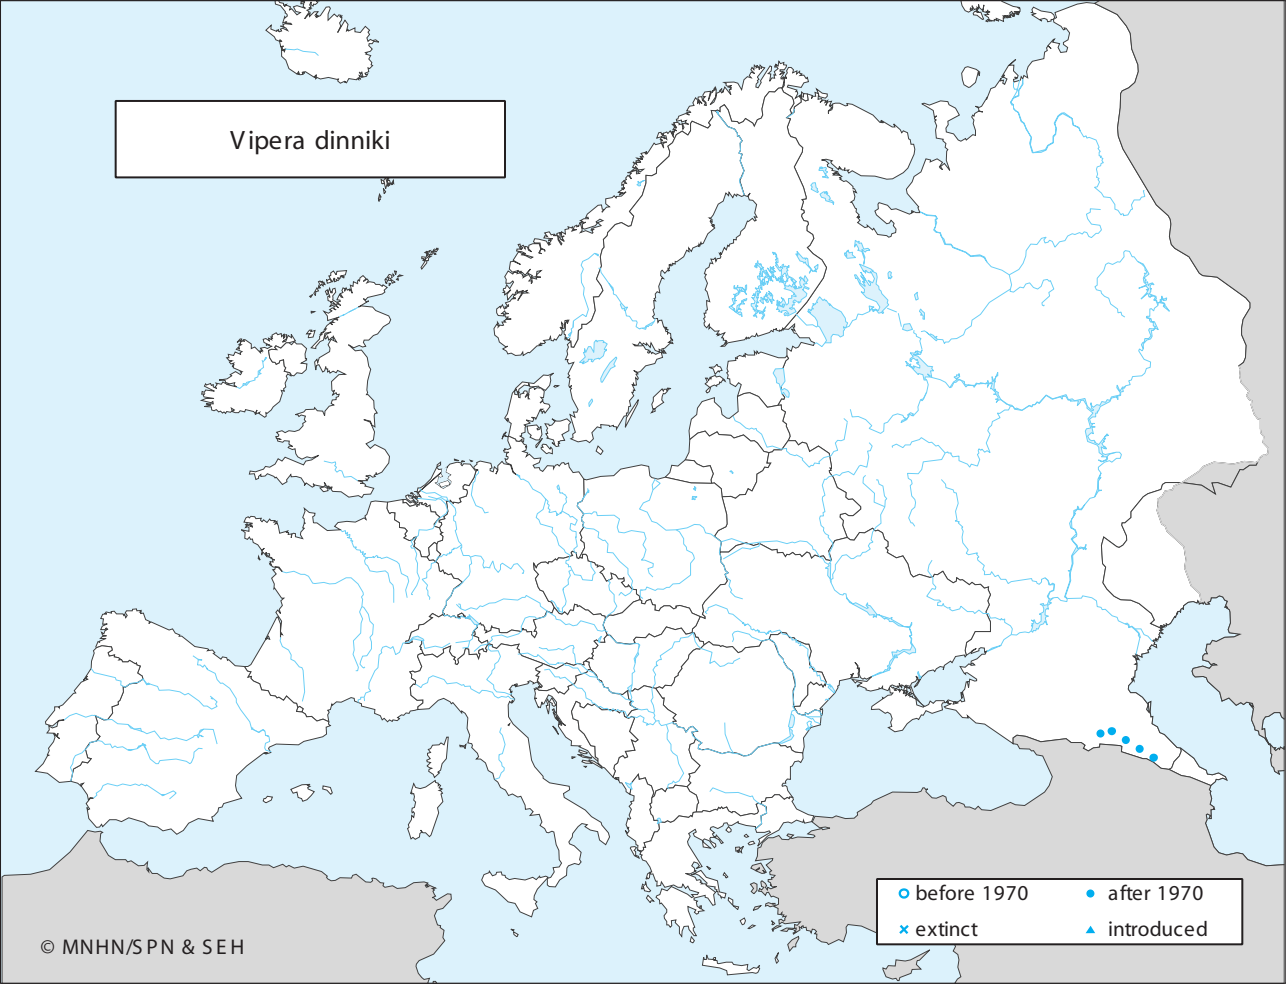 Vipera dinniki
before 1970
after 1970
extinct
introduced
© MNHN/SPN & SEH